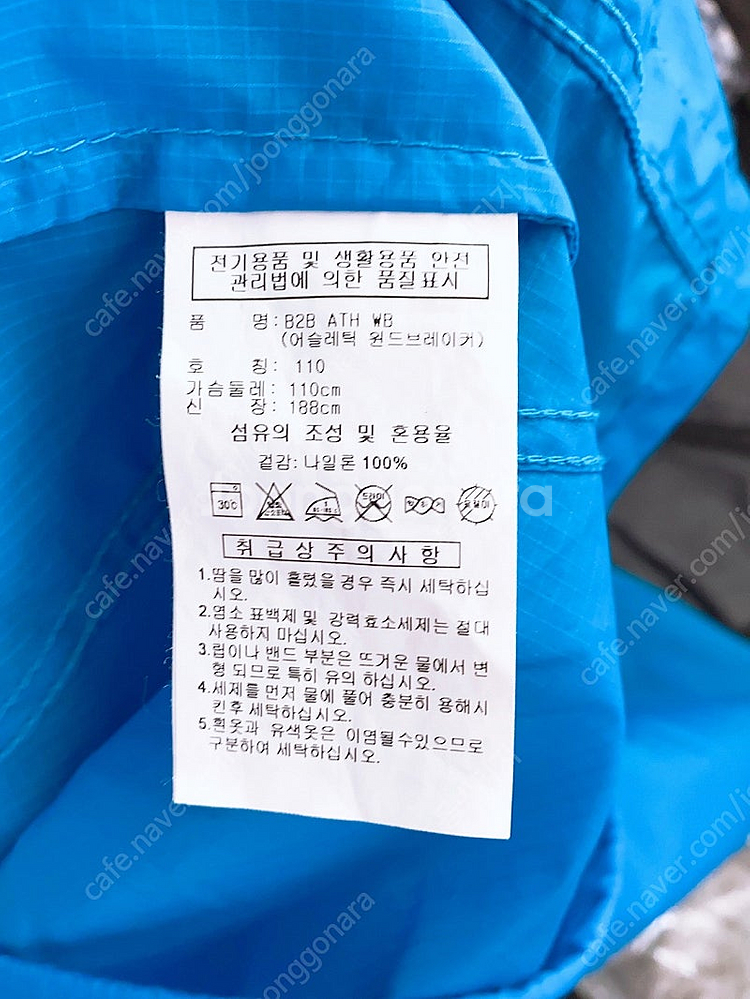 전기용품 및 생활용품 안전
관리법에 의한 품질표시
품 명: B2B ATH WB
(어슬레틱 윈드브레이커)
호 칭: 110
가슴둘레: 110cm
신 장: 188cm
섬유의 조성 및 혼용율
겉감: 나일론 100%
30℃
드라이
취급상주의사항
1.땀을 많이 흘렸을 경우 즉시 세탁하십
시오.
2.염소 표백제 및 강력효소세제는 절대
사용하지 마십시오.
3.립이나 밴드 부분은 뜨거운 물에서 변
형 되므로 특히 유의 하십시오.
4.세제를 먼저 물에 풀어 충분히 용해시
킨후 세탁하십시오.
5.흰옷과 유색옷은 이염될수있으므로
구분하여 세탁하십시오.
cafe.naver.com/joonggonara